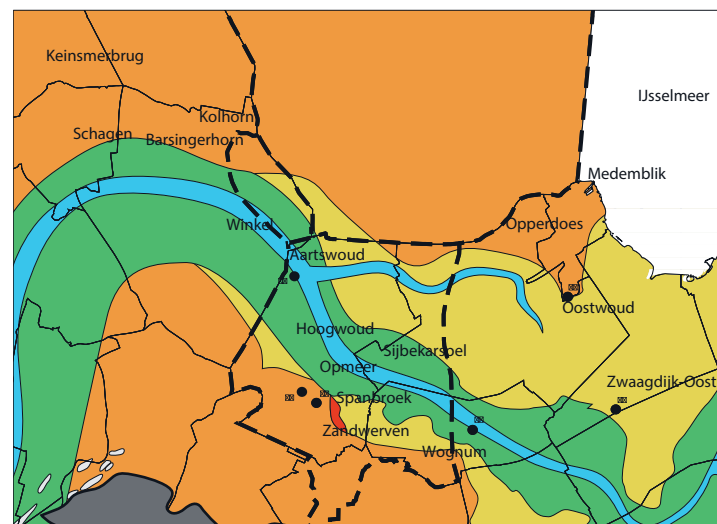 Keinsmerbrug
IJsselmeer
Kolhorn
Schagen
Barsingerhorn
Medemblik
Winkel
Opperdoes
Aartswoud
Oostwoud
Hoogwoud
Sijbekarspel
Opmeer
Zwaagdijk-Oost
Spanbroek
Zandwerven
Wognum